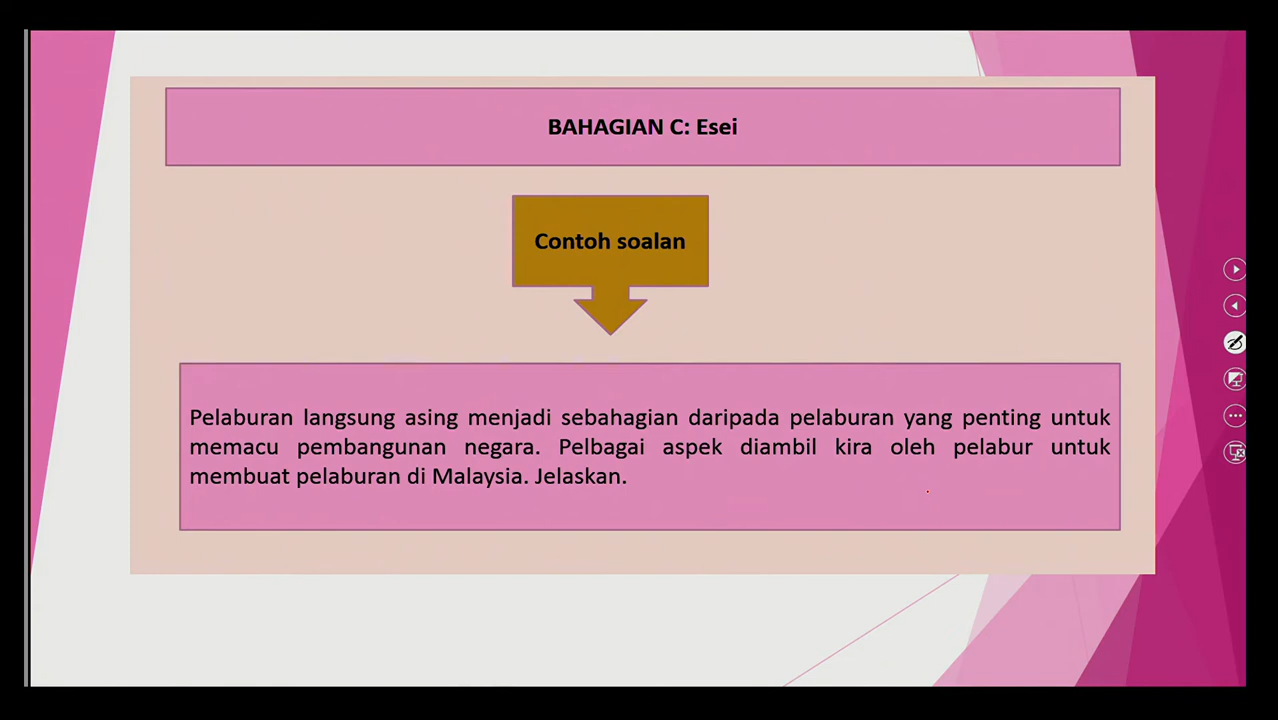 BAHAGIAN C: Esei
Contoh soalan
Pelaburan langsung asing menjadi sebahagian daripada pelaburan yang penting untuk
memacu pembangunan negara. Pelbagai aspek diambil kira oleh pelabur untuk
membuat pelaburan di Malaysia. Jelaskan.